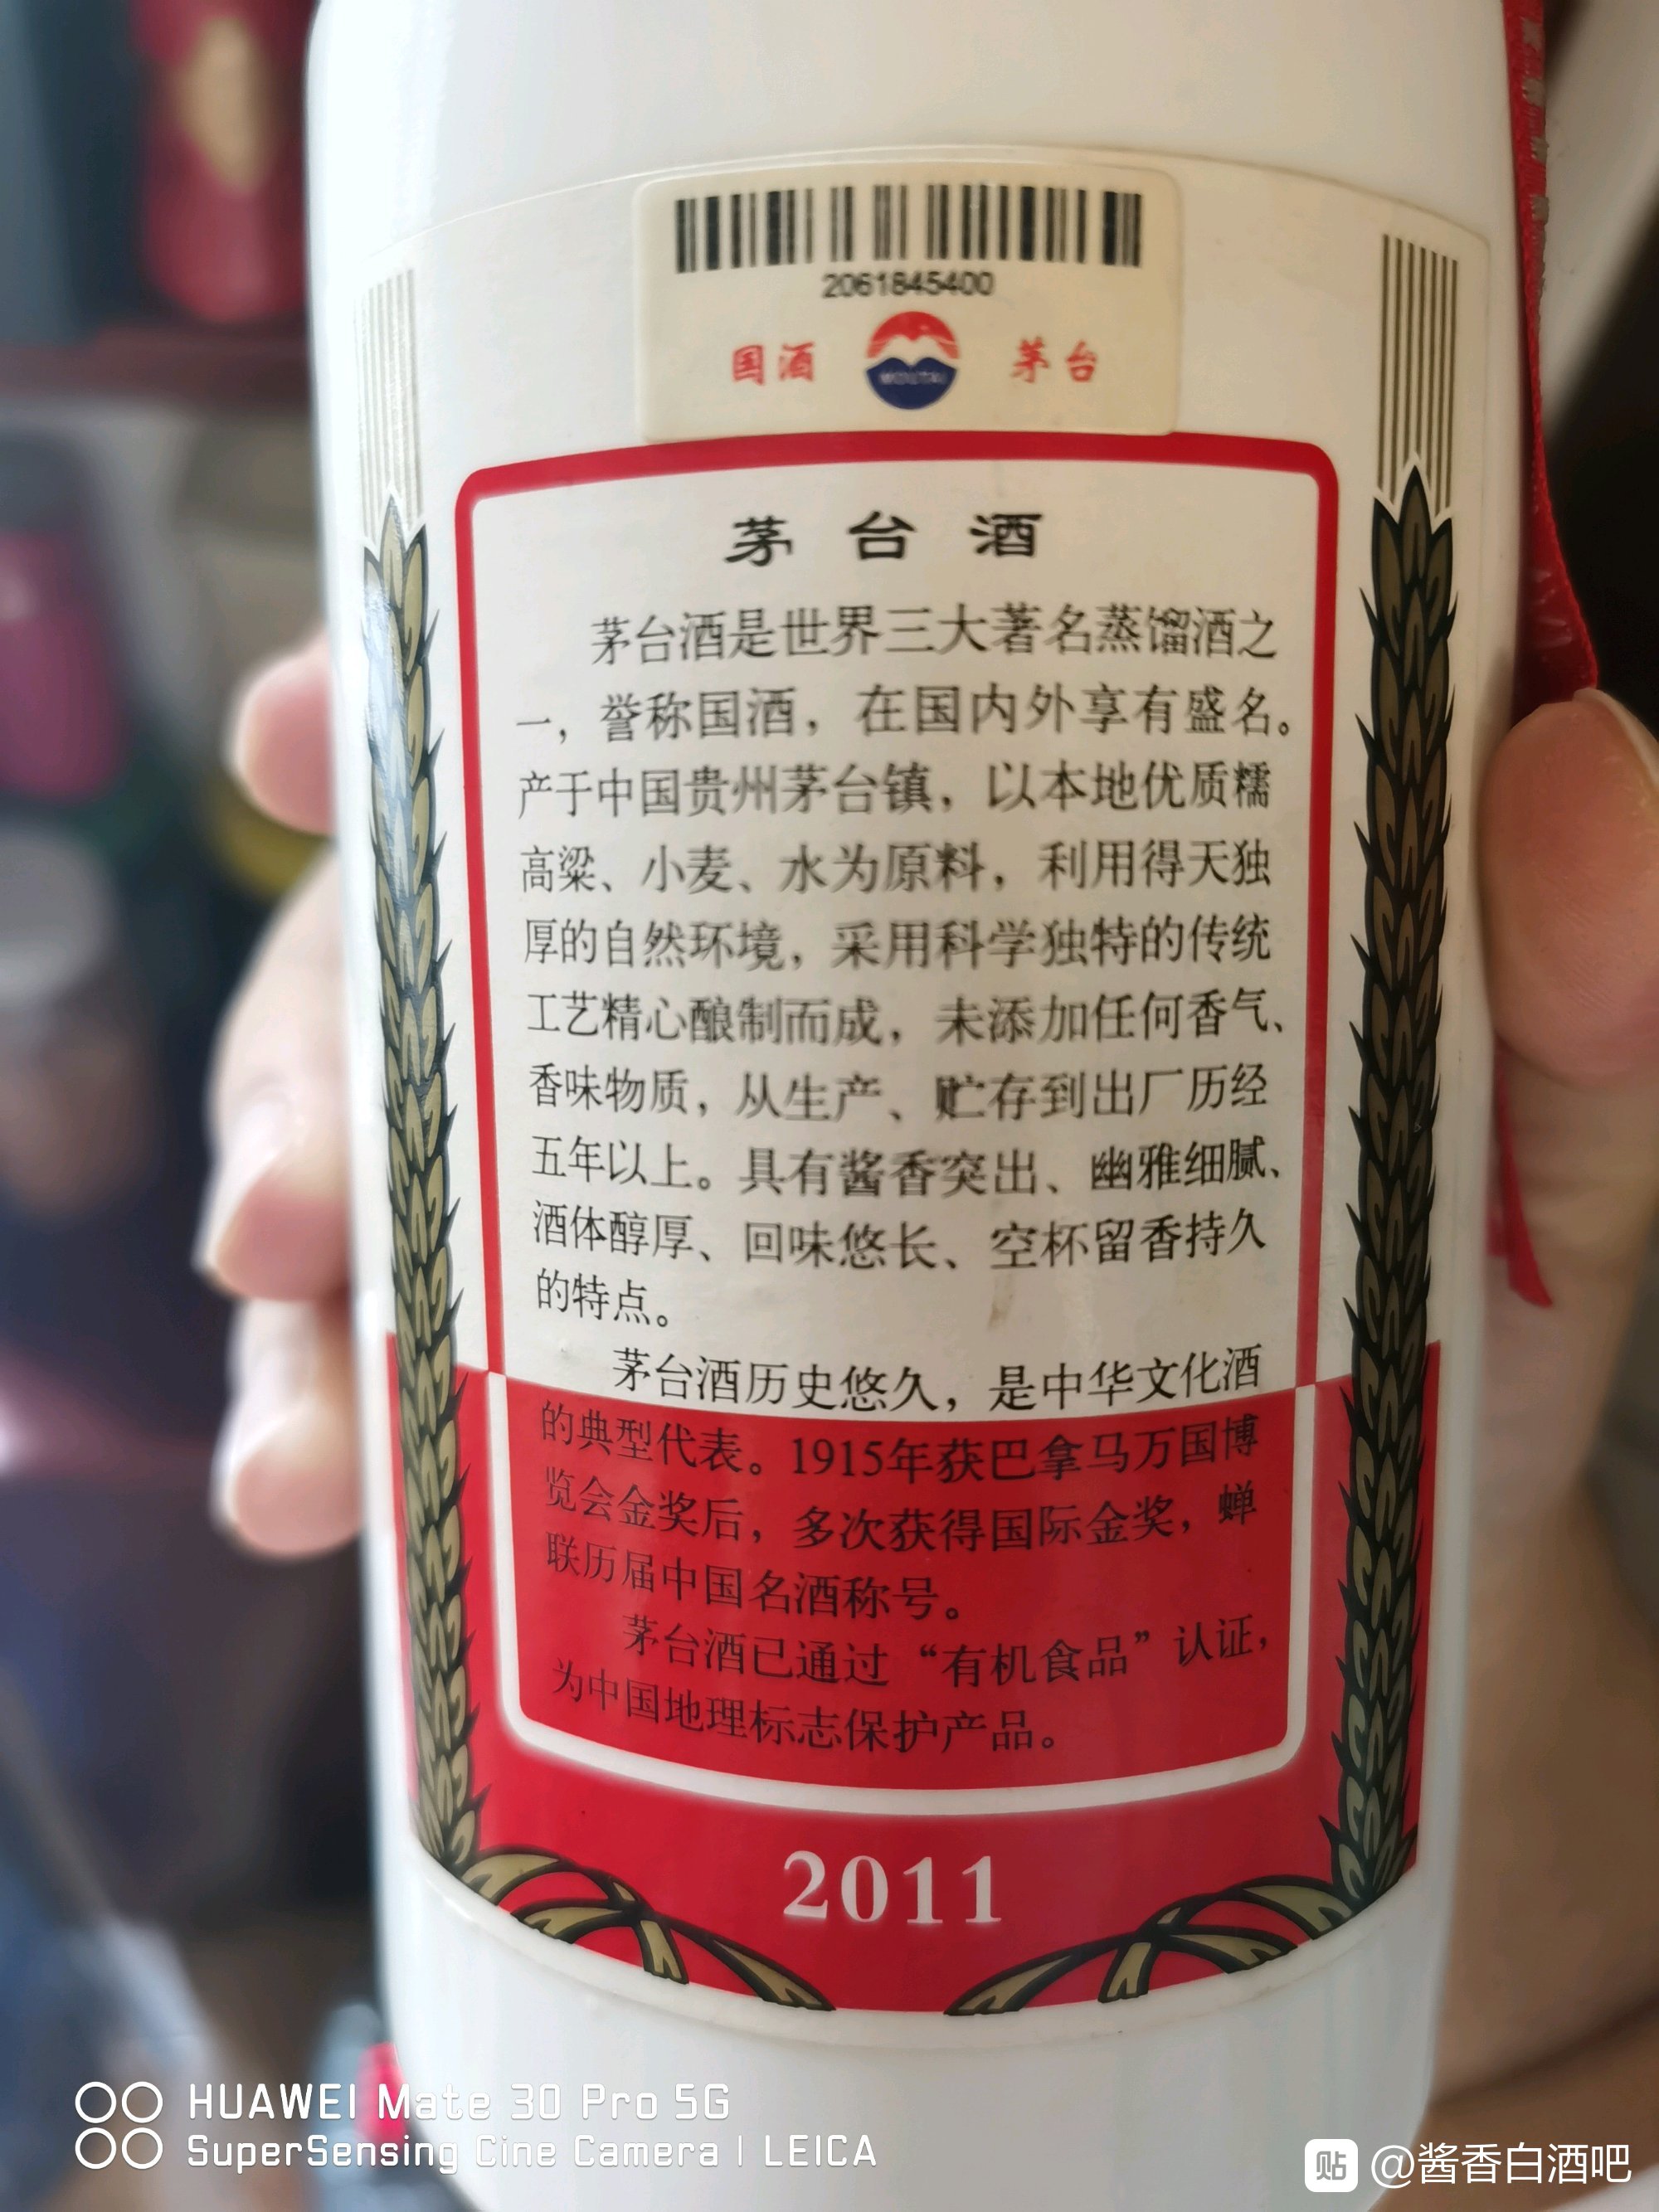 2061845400
国酒 MOUTAI 茅台
茅台酒
茅台酒是世界三大著名蒸馏酒之
一，誉称国酒，在国内外享有盛名。
产于中国贵州茅台镇，以本地优质糯
高粱、小麦、水为原料，利用得天独
厚的自然环境，采用科学独特的传统
工艺精心酿制而成，未添加任何香气、
香味物质，从生产、贮存到出厂历经
五年以上。具有酱香突出、幽雅细腻、
酒体醇厚、回味悠长、空杯留香持久
的特点。
茅台酒历史悠久，是中华文化酒
的典型代表。1915年获巴拿马万国博
览会金奖后，多次获得国际金奖，蝉
联历届中国名酒称号。
茅台酒已通过“有机食品”认证，
为中国地理标志保护产品。
2011
HUAWEI Mate 30 Pro 5G
SuperSensing Cine Camera | LEICA
贴 @酱香白酒吧